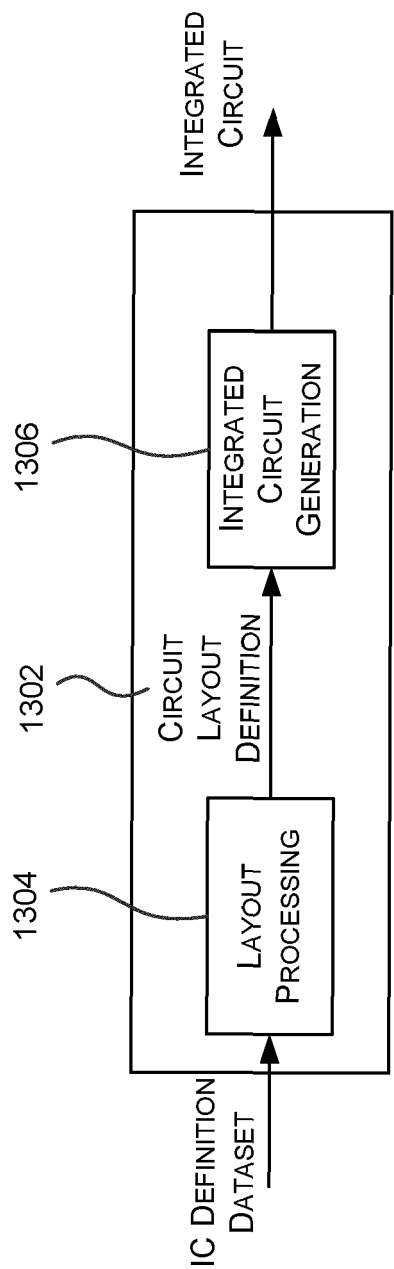 IC DEFINITION
DATASET
1304
LAYOUT
PROCESSING
1302
CIRCUIT
LAYOUT
DEFINITION
1306
INTEGRATED
CIRCUIT
GENERATION
INTEGRATED
CIRCUIT